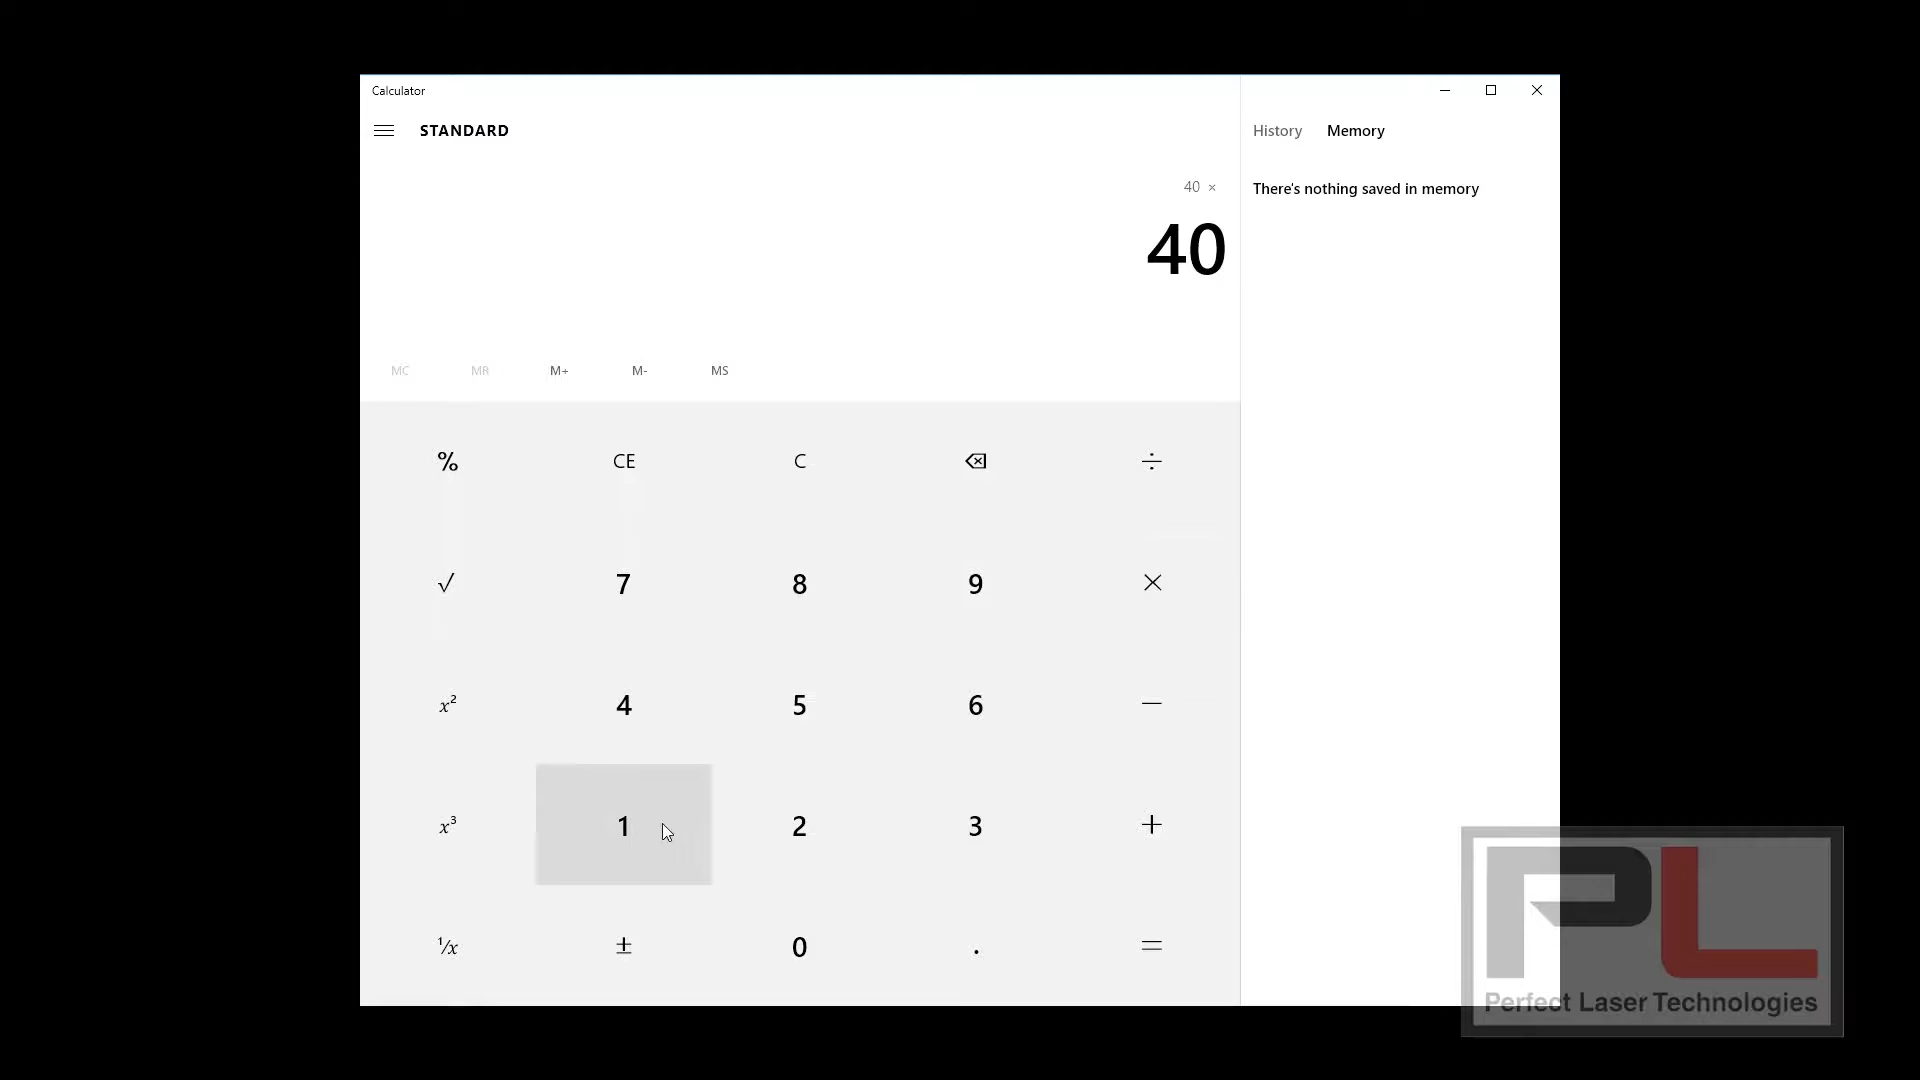 Calculator
STANDARD
History Memory
40 ×
There's nothing saved in memory
40
MC MR M+ M- MS
% CE C ÷
√ 7 8 9 ×
x² 4 5 6 −
x³ 1 2 3 +
¹/x ± 0 . =
PL
Perfect Laser Technologies